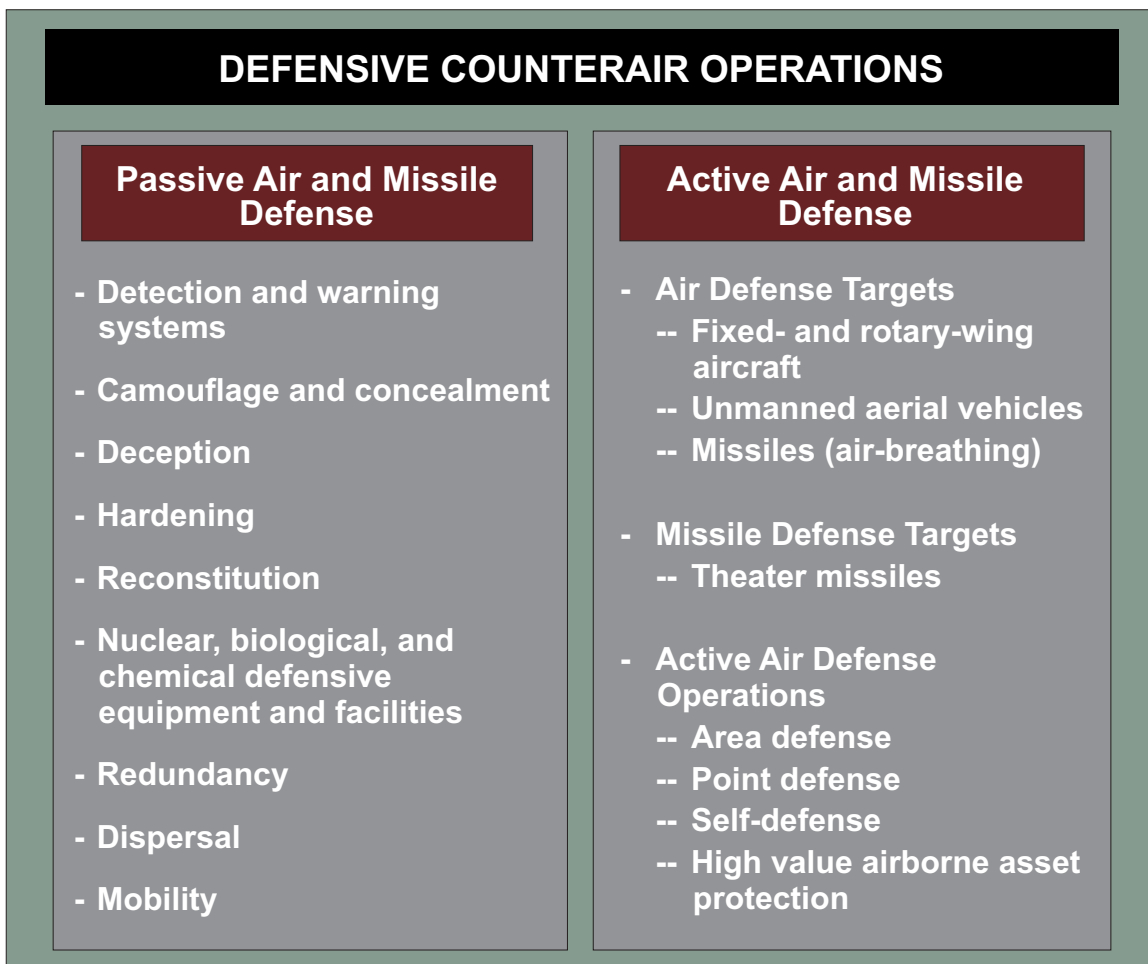 DEFENSIVE COUNTERAIR OPERATIONS
Passive Air and Missile
Defense
- Detection and warning
systems
- Camouflage and concealment
- Deception
- Hardening
- Reconstitution
- Nuclear, biological, and
chemical defensive
equipment and facilities
- Redundancy
- Dispersal
- Mobility
Active Air and Missile
Defense
- Air Defense Targets
-- Fixed- and rotary-wing
aircraft
-- Unmanned aerial vehicles
-- Missiles (air-breathing)
- Missile Defense Targets
-- Theater missiles
- Active Air Defense
Operations
-- Area defense
-- Point defense
-- Self-defense
-- High value airborne asset
protection